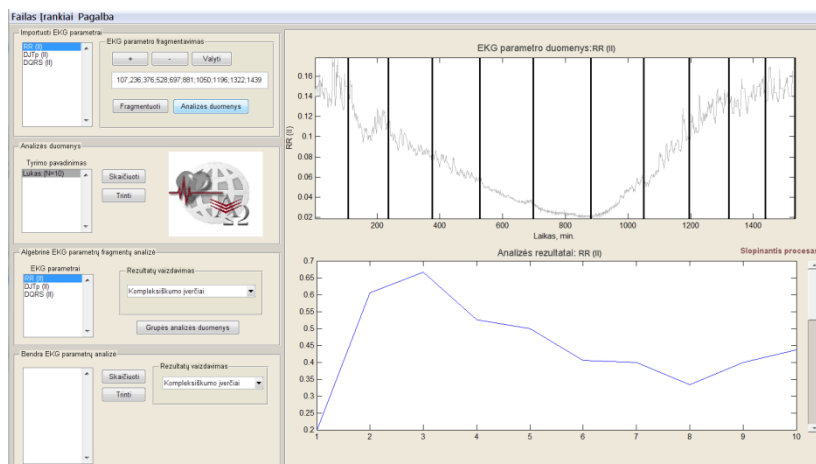 Failas Įrankiai Pagalba
Importuoti EKG parametrai
RR (II)
DJTp (II)
DQRS (II)
EKG parametro fragmentavimas
+ - Valyti
107;236;376;528;697;881;1050;1196;1322;1439
Fragmentuoti Analizės duomenys
Analizės duomenys
Tyrimo pavadinimas
Lukas (N=10)
Skaičiuoti
Trinti
Α Ω
Algebrinė EKG parametrų fragmentų analizė
EKG parametrai
RR (II)
DJTp (II)
DQRS (II)
Rezultatų vaizdavimas
Kompleksiškumo įverčiai
Grupės analizės duomenys
Bendra EKG parametrų analizė
Skaičiuoti
Trinti
Rezultatų vaizdavimas
Kompleksiškumo įverčiai
EKG parametro duomenys:RR (II)
RR (II)
0.16
0.14
0.12
0.1
0.08
0.06
0.04
0.02
200 400 600 800 1000 1200 1400
Laikas, min.
Analizės rezultatai: RR (II)
Slopinantis procesas
0.7
0.65
0.6
0.55
0.5
0.45
0.4
0.35
0.3
0.25
0.2
1 2 3 4 5 6 7 8 9 10